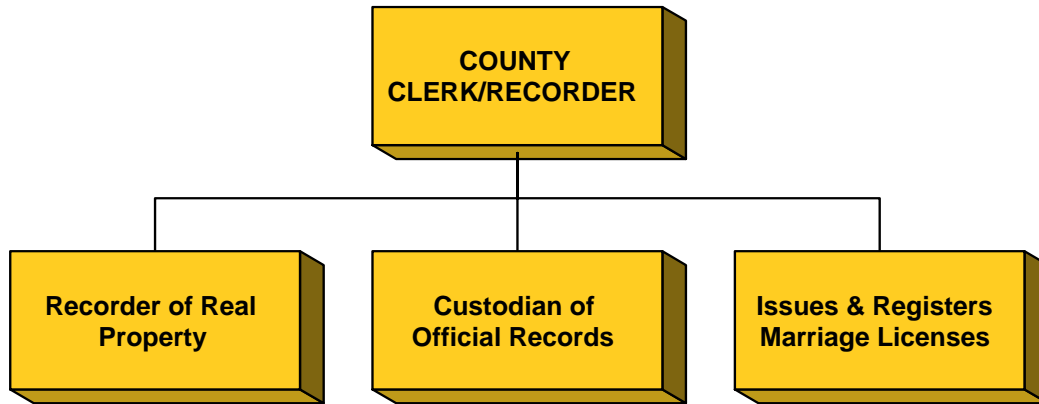 COUNTY
CLERK/RECORDER
Recorder of Real
Property
Custodian of
Official Records
Issues & Registers
Marriage Licenses